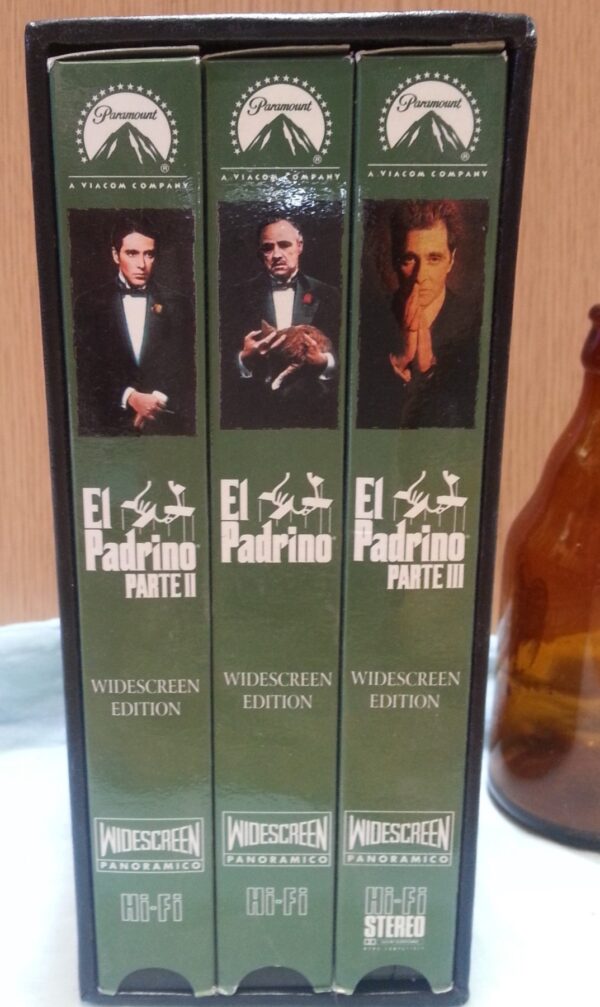 Paramount
®
A VIACOM COMPANY
El
Padrino
PARTE II
WIDESCREEN
EDITION
WIDESCREEN
PANORAMICO
Hi-Fi
Paramount
®
A VIACOM COMPANY
El
Padrino
WIDESCREEN
EDITION
WIDESCREEN
PANORAMICO
Hi-Fi
Paramount
®
A VIACOM COMPANY
El
Padrino
PARTE III
WIDESCREEN
EDITION
WIDESCREEN
PANORAMICO
Hi-Fi
STEREO